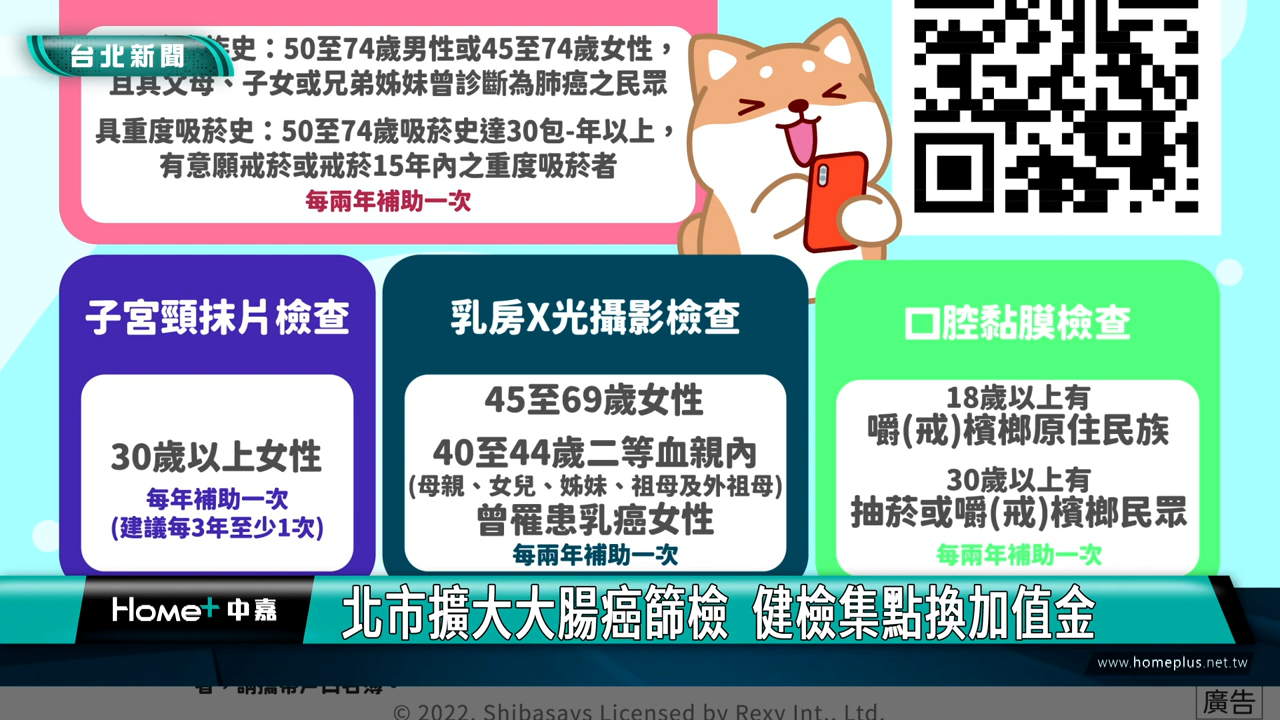 台北新聞
族史：50至74歲男性或45至74歲女性，
且具父母、子女或兄弟姊妹曾診斷為肺癌之民眾
具重度吸菸史：50至74歲吸菸史達30包-年以上，
有意願戒菸或戒菸15年內之重度吸菸者
每兩年補助一次
子宮頸抹片檢查
30歲以上女性
每年補助一次
(建議每3年至少1次)
乳房X光攝影檢查
45至69歲女性
40至44歲二等血親內
(母親、女兒、姊妹、祖母及外祖母)
曾罹患乳癌女性
每兩年補助一次
口腔黏膜檢查
18歲以上有
嚼(戒)檳榔原住民族
30歲以上有
抽菸或嚼(戒)檳榔民眾
每兩年補助一次
Home+中嘉
北市擴大大腸癌篩檢 健檢集點換加值金
www.homeplus.net.tw
© 2022. Shibasays Licensed by Rexy Int., Ltd.
廣告